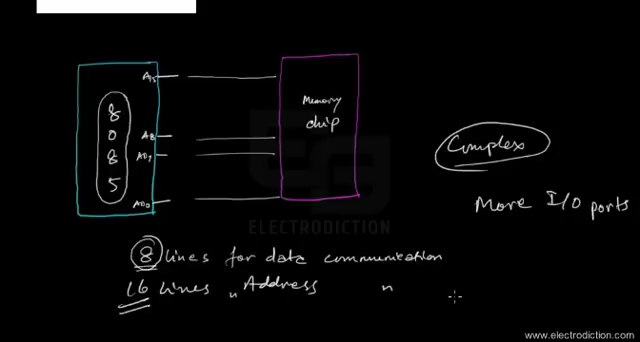 A15
Memory
chip
8
0
8
5
A8
AD7
AD0
Complex
More I/O ports
ELECTRODICTION
8 lines for data communication
16 lines " Address "
www.electrodiction.com